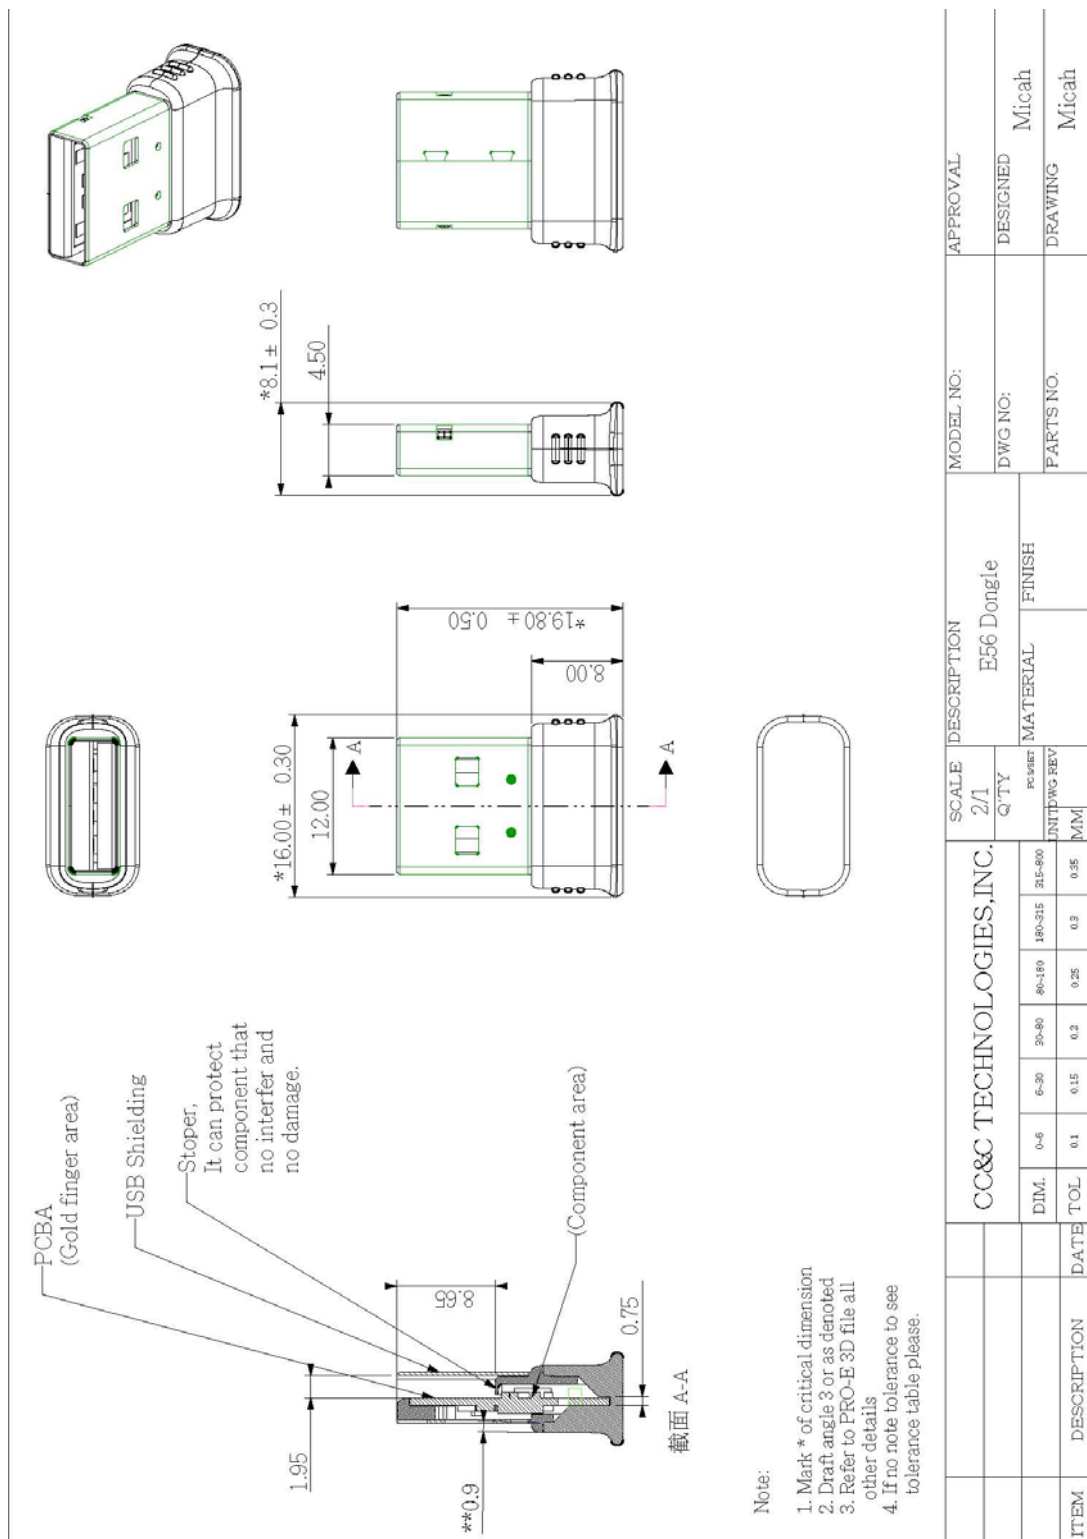 *8.1 ± 0.3
4.50
*16.00 ± 0.30
12.00
A
A
*19.80 ± 0.50
8.00
PCBA
(Gold finger area)
USB Shielding
Stoper,
It can protect
component that
no interfer and
no damage.
(Component area)
1.95
8.65
0.75
**0.9
截面 A-A
Note:
1. Mark * of critical dimension
2. Draft angle 3 or as denoted
3. Refer to PRO-E 3D file all
other details
4. If no note tolerance to see
tolerance table please.
ITEM DESCRIPTION DATE
CC&C TECHNOLOGIES,INC.
DIM. 0-6 6-30 30-80 80-180 180-315 315-800
TOL 0.1 0.15 0.2 0.25 0.3 0.35
SCALE
2/1
Q'TY
PCS/SET
UNIT DWG REV
MM
DESCRIPTION
E56 Dongle
MATERIAL FINISH
MODEL NO:
DWG NO:
PARTS NO.
APPROVAL
DESIGNED Micah
DRAWING Micah